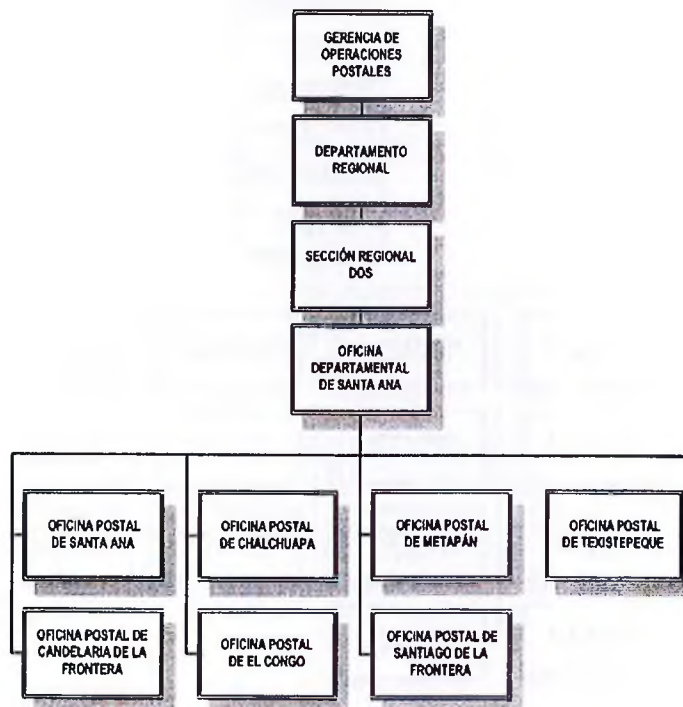 GERENCIA DE
OPERACIONES
POSTALES
DEPARTAMENTO
REGIONAL
SECCIÓN REGIONAL
DOS
OFICINA
DEPARTAMENTAL
DE SANTA ANA
OFICINA POSTAL
DE SANTA ANA
OFICINA POSTAL
DE CHALCHUAPA
OFICINA POSTAL
DE METAPÁN
OFICINA POSTAL
DE TEXISTEPEQUE
OFICINA POSTAL DE
CANDELARIA DE LA
FRONTERA
OFICINA POSTAL
DE EL CONGO
OFICINA POSTAL DE
SANTIAGO DE LA
FRONTERA